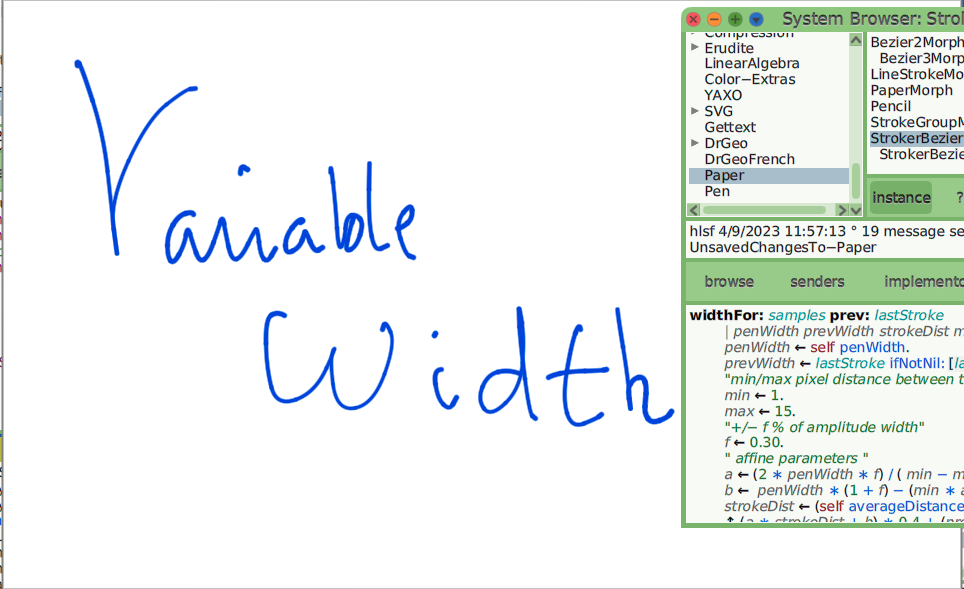 Variable
Width
System Browser: Stro
Compression
Erudite
LinearAlgebra
Color-Extras
YAXO
SVG
Gettext
DrGeo
DrGeoFrench
Paper
Pen
Bezier2Morph
Bezier3Morp
LineStrokeMo
PaperMorph
Pencil
StrokeGroupM
StrokerBezier
StrokerBezie
instance
?
hlsf 4/9/2023 11:57:13 ° 19 message se
UnsavedChangesTo-Paper
browse senders implemento
widthFor: samples prev: lastStroke
| penWidth prevWidth strokeDist m
penWidth ← self penWidth.
prevWidth ← lastStroke ifNotNil: [la
"min/max pixel distance between t
min ← 1.
max ← 15.
"+/− f % of amplitude width"
f ← 0.30.
" affine parameters "
a ← (2 * penWidth * f) / ( min − m
b ← penWidth * (1 + f) − (min * a
strokeDist ← (self averageDistance